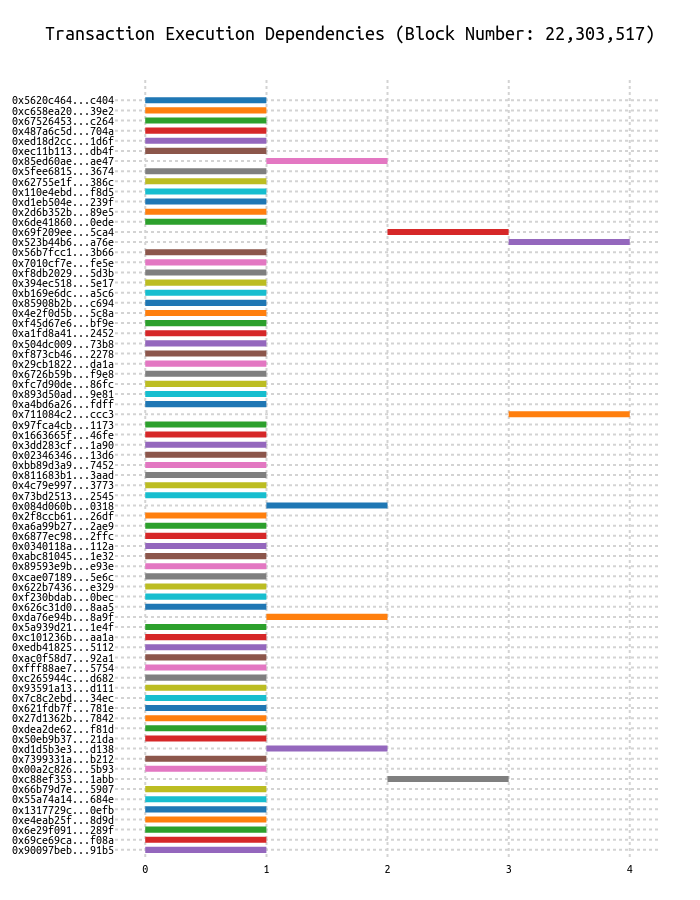 Transaction Execution Dependencies (Block Number: 22,303,517)
0x5620c464...c404
0xc658ea20...39e2
0x67526453...c264
0x487a6c5d...704a
0xed18d2cc...1d6f
0xec11b113...db4f
0x85ed60ae...ae47
0x5fee6815...3674
0x62755e1f...386c
0x110e4ebd...f8d5
0xd1eb504e...239f
0x2d6b352b...89e5
0x6de41860...0ede
0x69f209ee...5ca4
0x523b44b6...a76e
0x56b7fcc1...3b66
0x7010cf7e...fe5e
0xf8db2029...5d3b
0x394ec518...5e17
0xb169e6dc...a5c6
0x85908b2b...c694
0x4e2f0d5b...5c8a
0xf45d67e6...bf9e
0xa1fd8a41...2452
0x504dc009...73b8
0xf873cb46...2278
0x29cb1822...da1a
0x6726b59b...f9e8
0xfc7d90de...86fc
0x893d50ad...9e81
0xa4bd6a26...fdff
0x711084c2...ccc3
0x97fca4cb...1173
0x1663665f...46fe
0x3dd283cf...1a90
0x02346346...13d6
0xbb89d3a9...7452
0x811683b1...3aad
0x4c79e997...3773
0x73bd2513...2545
0x084d060b...0318
0x2f8ccb61...26df
0xa6a99b27...2ae9
0x6877ec98...2ffc
0x0340118a...112a
0xabc81045...1e32
0x89593e9b...e93e
0xcae07189...5e6c
0x622b7436...e329
0xf230bdab...0bec
0x626c31d0...8aa5
0xda76e94b...8a9f
0x5a939d21...1e4f
0xc101236b...aa1a
0xedb41825...5112
0xac0f58d7...92a1
0xfff88ae7...5754
0xc265944c...d682
0x93591a13...d111
0x7c8c2ebd...34ec
0x621fdb7f...781e
0x27d1362b...7842
0xdea2de62...f81d
0x50eb9b37...21da
0xd1d5b3e3...d138
0x7399331a...b212
0x00a2c826...5b93
0xc88ef353...1abb
0x66b79d7e...5907
0x55a74a14...684e
0x1317729c...0efb
0xe4eab25f...8d9d
0x6e29f091...289f
0x69ce69ca...f08a
0x90097beb...91b5
0 1 2 3 4